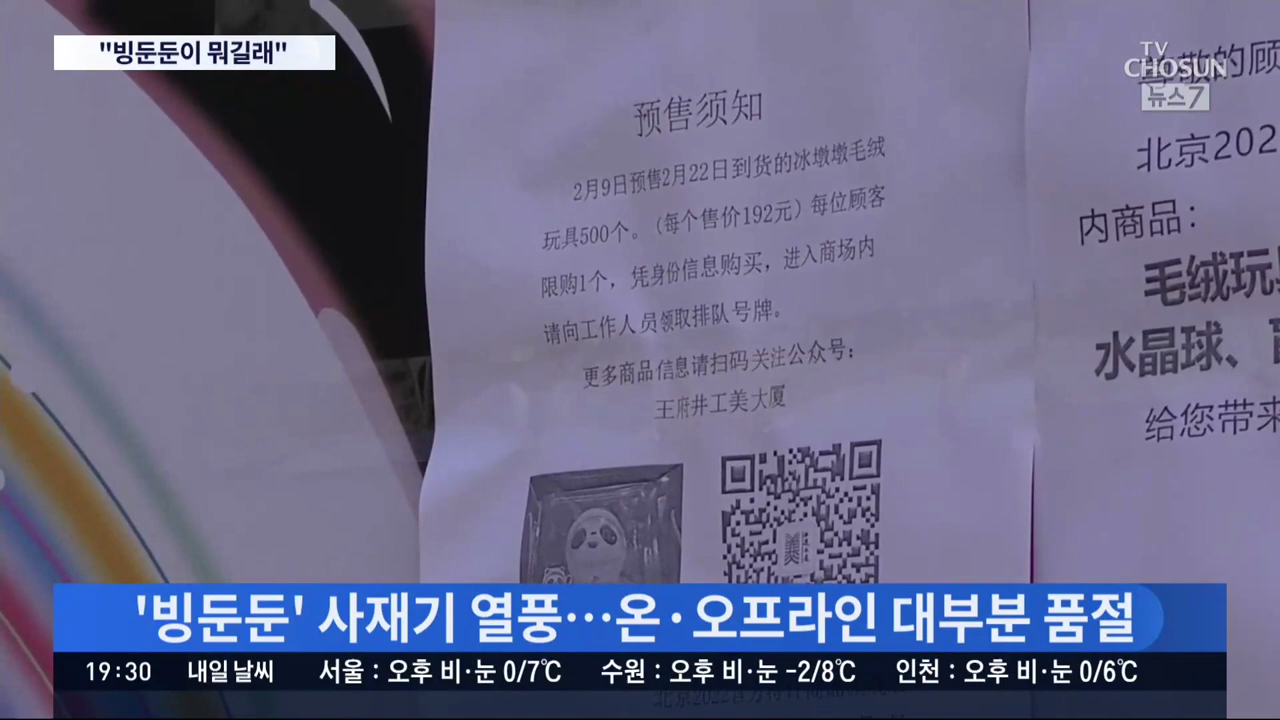 "빙둔둔이 뭐길래"
TV
CHOSUN
뉴스7
预售须知
2月9日预售2月22日到货的冰墩墩毛绒
玩具500个。(每个售价192元) 每位顾客
限购1个，凭身份信息购买，进入商场内
请向工作人员领取排队号牌。
更多商品信息请扫码关注公众号：
王府井工美大厦
尊敬的顾
北京202
内商品：
毛绒玩
水晶球、
给您带来
'빙둔둔' 사재기 열풍…온·오프라인 대부분 품절
19:30 내일 날씨 서울 : 오후 비·눈 0/7℃ 수원 : 오후 비·눈 -2/8℃ 인천 : 오후 비·눈 0/6℃